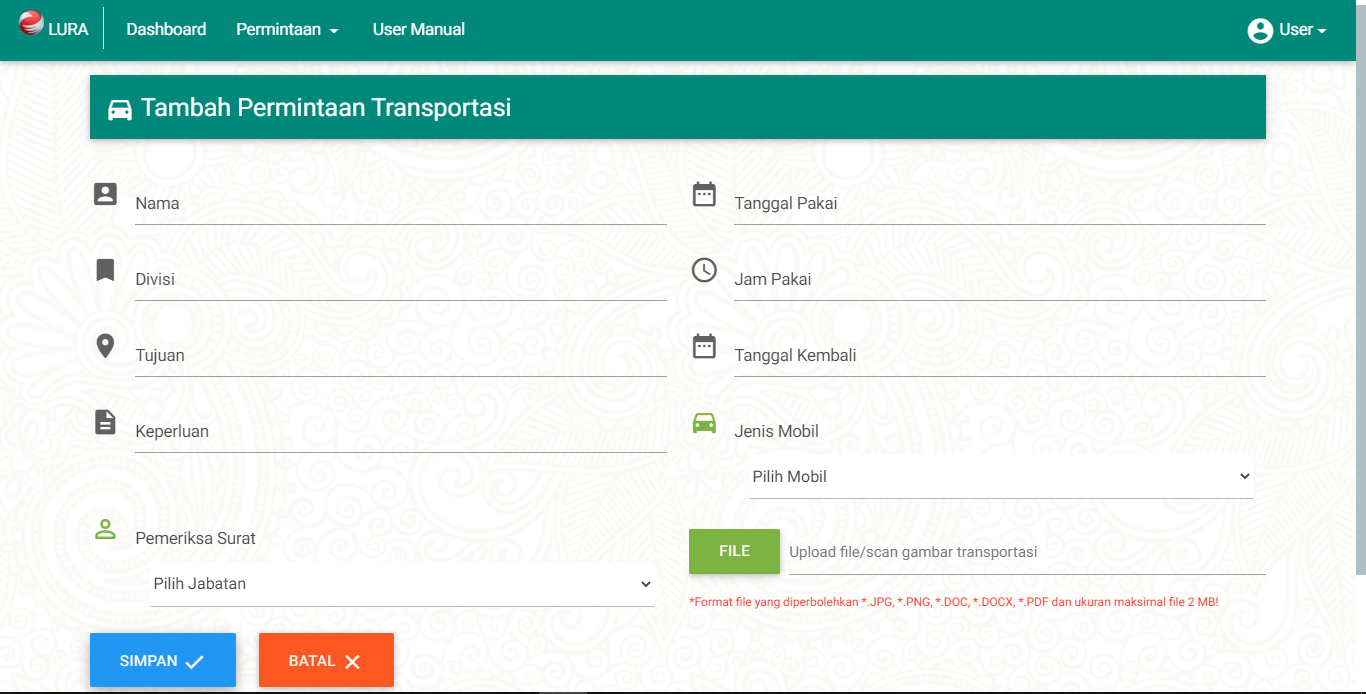 LURA Dashboard Permintaan User Manual User
Tambah Permintaan Transportasi
Nama
Tanggal Pakai
Divisi
Jam Pakai
Tujuan
Tanggal Kembali
Keperluan
Jenis Mobil
Pilih Mobil
Pemeriksa Surat
Pilih Jabatan
FILE Upload file/scan gambar transportasi
*Format file yang diperbolehkan *.JPG, *.PNG, *.DOC, *.DOCX, *.PDF dan ukuran maksimal file 2 MB!
SIMPAN BATAL